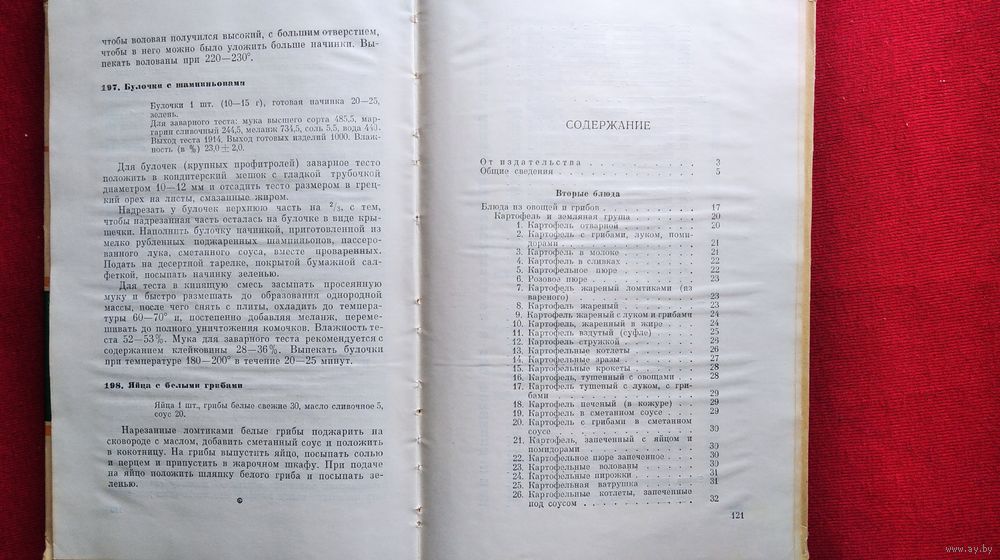 чтобы волован получился высокий, с большим отверстием,
чтобы в него можно было уложить больше начинки. Вы-
пекать волованы при 220—230°.
197. Булочки с шампиньонами
Булочки 1 шт. (10—15 г), готовая начинка 20—25,
зелень.
Для заварного теста: мука высшего сорта 485,5, мар-
гарин сливочный 244,5, меланж 734,5, соль 5,5, вода 440.
Выход теста 1914. Выход готовых изделий 1000. Влаж-
ность (в %) 23,0±2,0.
Для булочек (крупных профитролей) заварное тесто
положить в кондитерский мешок с гладкой трубочкой
диаметром 10—12 мм и отсадить тесто размером в грец-
кий орех на листы, смазанные жиром.
Надрезать у булочек верхнюю часть на ²/₃, с тем,
чтобы надрезанная часть осталась на булочке в виде кры-
шечки. Наполнить булочку начинкой, приготовленной из
мелко рубленных поджаренных шампиньонов, пассеро-
ванного лука, сметанного соуса, вместе проваренных.
Подать на десертной тарелке, покрытой бумажной сал-
феткой, посыпать начинку зеленью.
Для теста в кипящую смесь засыпать просеянную
муку и быстро размешать до образования однородной
массы, после чего снять с плиты, охладить до темпера-
туры 60—70° и, постепенно добавляя меланж, переме-
шивать до полного уничтожения комочков. Влажность те-
ста 52—53%. Мука для заварного теста рекомендуется с
содержанием клейковины 28—36%. Выпекать булочки
при температуре 180—200° в течение 20—25 минут.
198. Яйца с белыми грибами
Яйца 1 шт., грибы белые свежие 30, масло сливочное 5,
соус 20.
Нарезанные ломтиками белые грибы поджарить на
сковороде с маслом, добавить сметанный соус и положить
в кокотницу. На грибы выпустить яйцо, посыпать солью
и перцем и припустить в жарочном шкафу. При подаче
на яйцо положить шляпку белого гриба и посыпать зе-
ленью.
СОДЕРЖАНИЕ
От издательства . . . . . . . . . . 3
Общие сведения . . . . . . . . . . 5
Вторые блюда
Блюда из овощей и грибов . . . . . . . . 17
Картофель и земляная груша . . . . . . . 20
1. Картофель отварной . . . . . . . 20
2. Картофель с грибами, луком, поми-
дорами . . . . . . . . . . 21
3. Картофель в молоке . . . . . . . 21
4. Картофель в сливках . . . . . . . 22
5. Картофельное пюре . . . . . . . 22
6. Розовое пюре . . . . . . . . . 23
7. Картофель жареный ломтиками (из
вареного) . . . . . . . . . . 23
8. Картофель жареный . . . . . . . 23
9. Картофель жареный с луком и грибами 24
10. Картофель, жаренный в жире . . . . 24
11. Картофель вздутый (суфле) . . . . . 25
12. Картофель стружкой . . . . . . . 26
13. Картофельные котлеты . . . . . . 26
14. Картофельные зразы . . . . . . . 27
15. Картофельные крокеты . . . . . . 28
16. Картофель, тушенный с овощами . . 28
17. Картофель тушеный с луком, с гри-
бами . . . . . . . . . . . 29
18. Картофель печеный (в кожуре) . . . 29
19. Картофель в сметанном соусе . . . . 29
20. Картофель с грибами в сметанном
соусе . . . . . . . . . . . 30
21. Картофель, запеченный с яйцом и
помидорами . . . . . . . . . 30
22. Картофельное пюре запеченное . . . 30
23. Картофельные волованы . . . . . . 30
24. Картофельные пирожки . . . . . . 31
25. Картофельная ватрушка . . . . . . 31
26. Картофельные котлеты, запеченные
под соусом . . . . . . . . . 32
121
www.ay.by